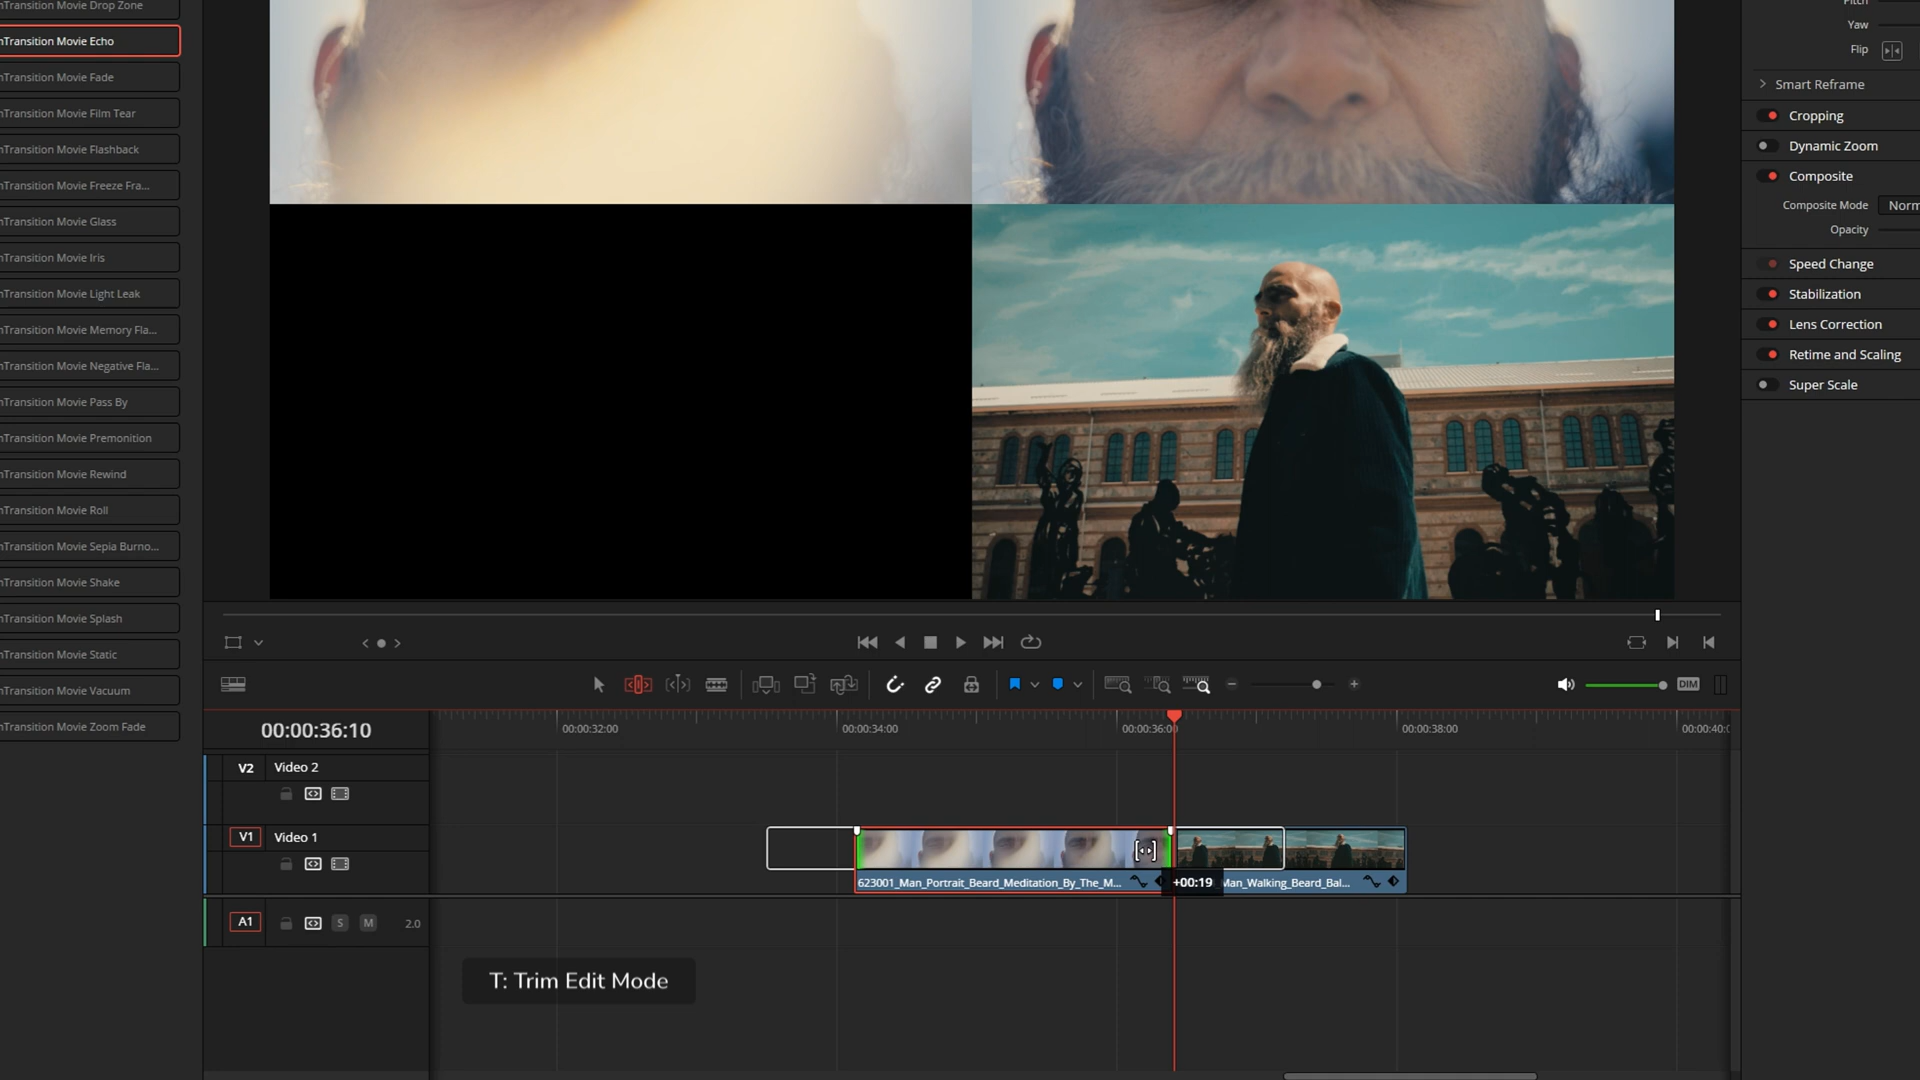 nTransition Movie Drop Zone
nTransition Movie Echo
nTransition Movie Fade
nTransition Movie Film Tear
nTransition Movie Flashback
nTransition Movie Freeze Fra...
nTransition Movie Glass
nTransition Movie Iris
nTransition Movie Light Leak
nTransition Movie Memory Fla...
nTransition Movie Negative Fla...
nTransition Movie Pass By
nTransition Movie Premonition
nTransition Movie Rewind
nTransition Movie Roll
nTransition Movie Sepia Burno...
nTransition Movie Shake
nTransition Movie Splash
nTransition Movie Static
nTransition Movie Vacuum
nTransition Movie Zoom Fade
Pitch
Yaw
Flip
Smart Reframe
Cropping
Dynamic Zoom
Composite
Composite Mode Norm
Opacity
Speed Change
Stabilization
Lens Correction
Retime and Scaling
Super Scale
DIM
00:00:36:10
00:00:32:00 00:00:34:00 00:00:36:00 00:00:38:00 00:00:40:0
V2 Video 2
V1 Video 1
623001_Man_Portrait_Beard_Meditation_By_The_M... +00:19 _Man_Walking_Beard_Bal...
A1 S M 2.0
T: Trim Edit Mode